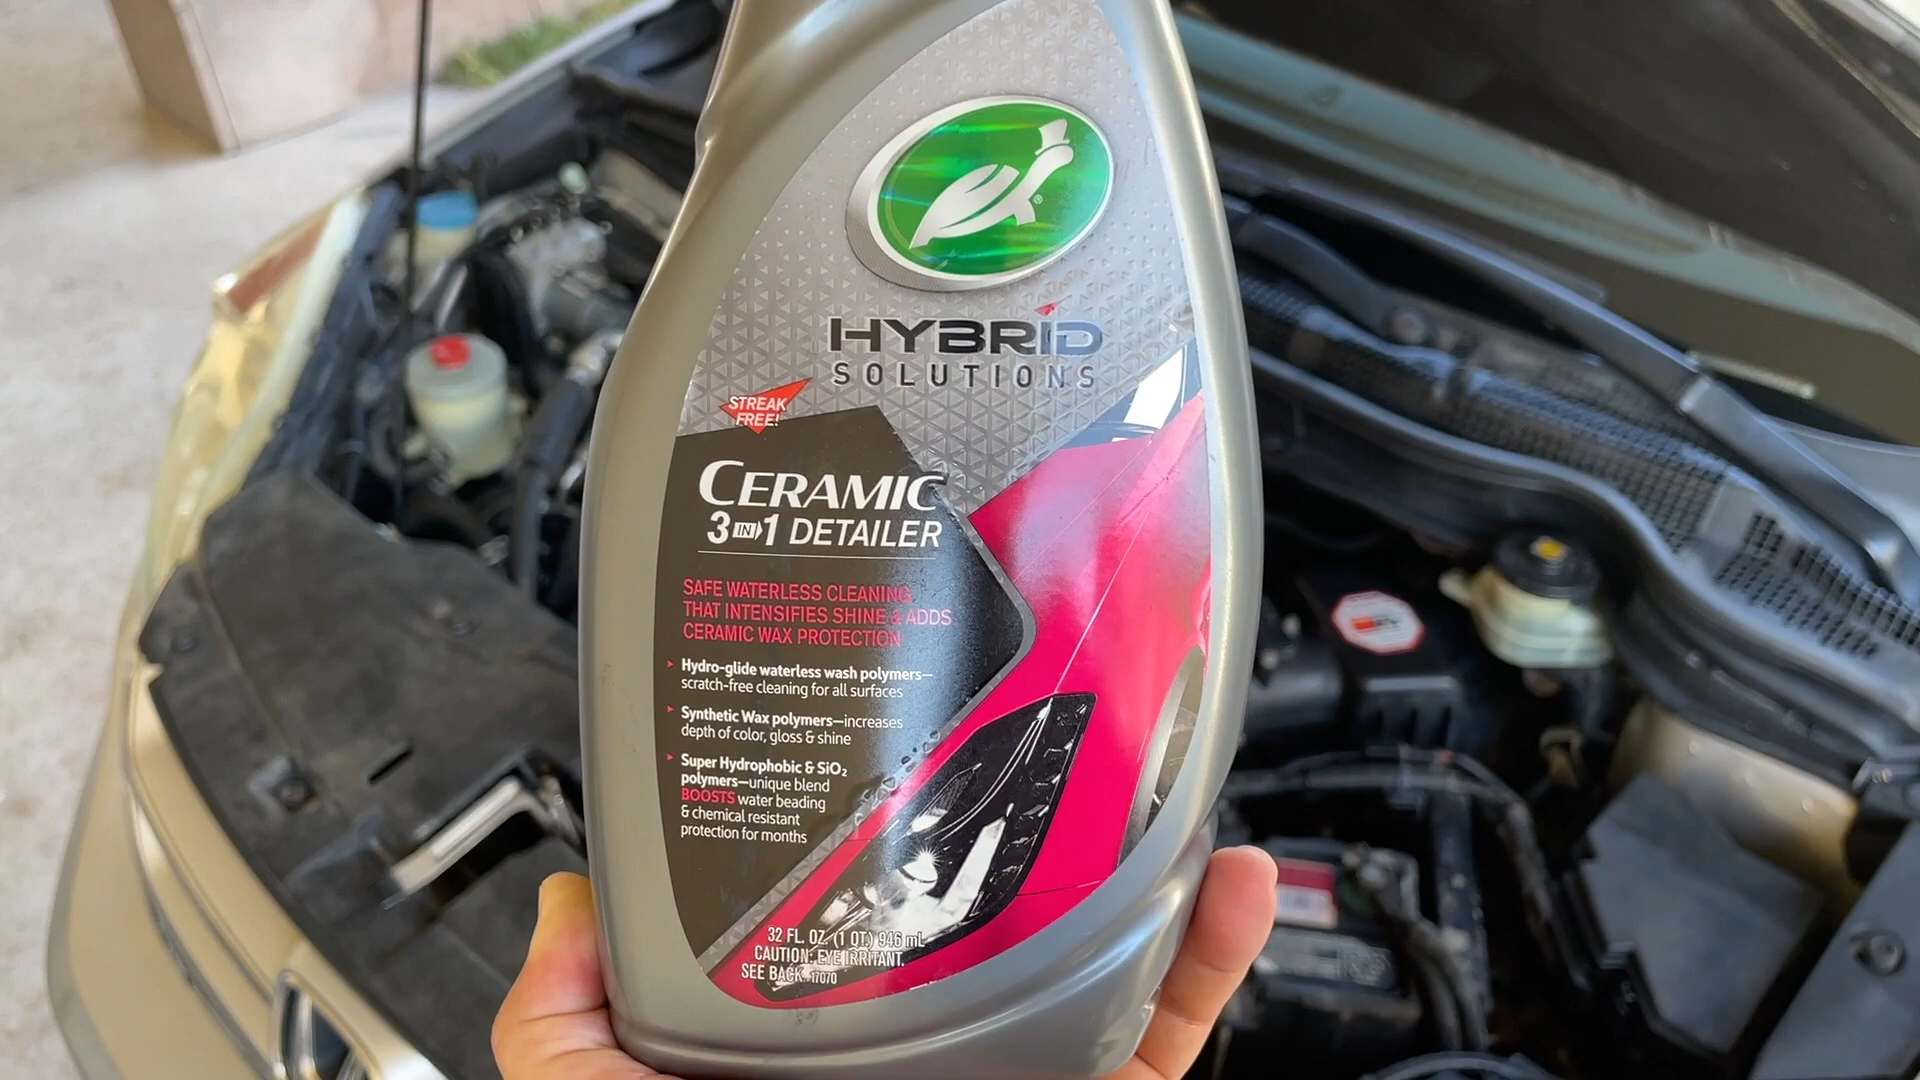 HYBRID
SOLUTIONS
STREAK
FREE!
CERAMIC
3 IN 1 DETAILER
SAFE WATERLESS CLEANING
THAT INTENSIFIES SHINE & ADDS
CERAMIC WAX PROTECTION
Hydro-glide waterless wash polymers—
scratch-free cleaning for all surfaces
Synthetic Wax polymers—increases
depth of color, gloss & shine
Super Hydrophobic & SiO₂
polymers—unique blend
BOOSTS water beading
& chemical resistant
protection for months
32 FL. OZ. (1 QT.) 946 mL
CAUTION: EYE IRRITANT.
SEE BACK. 17070